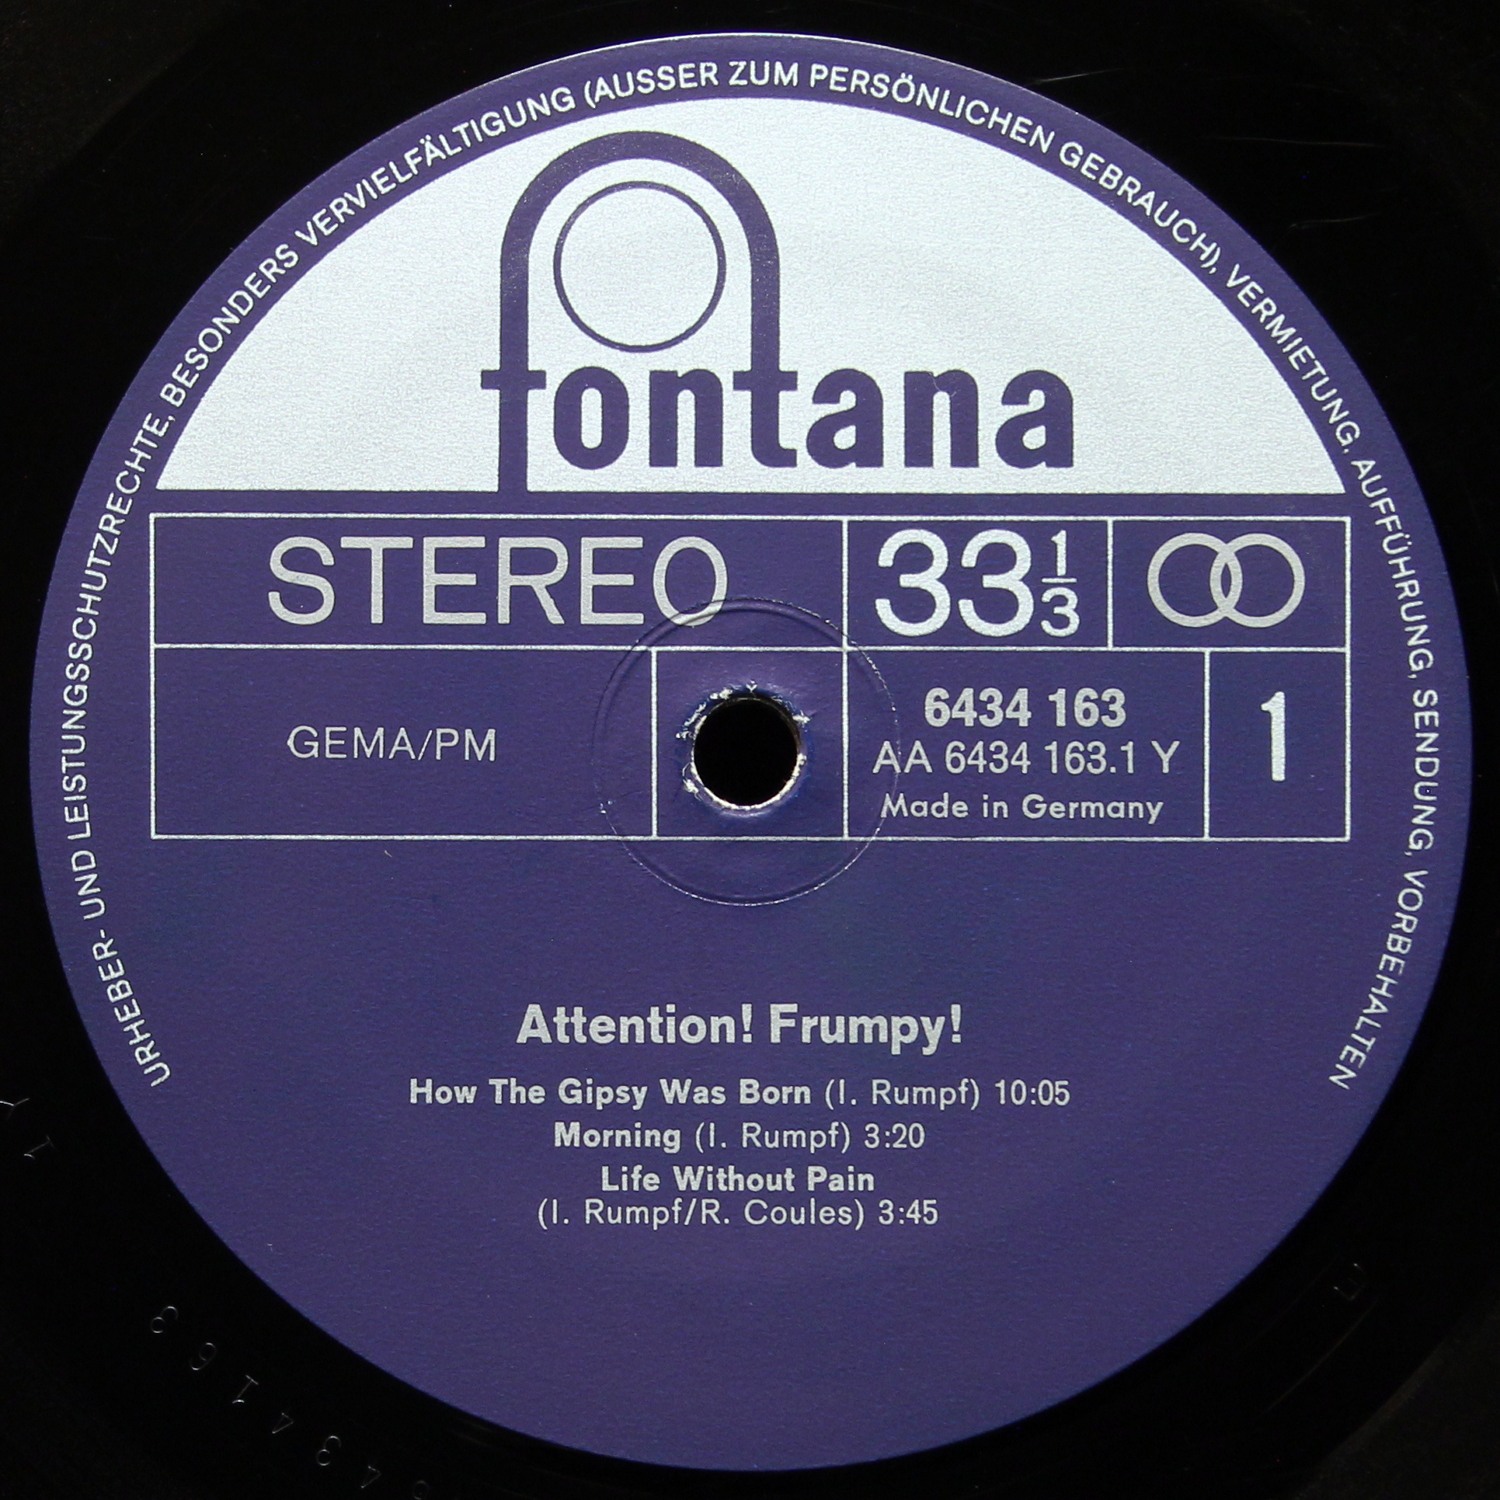 URHEBER- UND LEISTUNGSSCHUTZRECHTE, BESONDERS VERVIELFÄLTIGUNG (AUSSER ZUM PERSÖNLICHEN GEBRAUCH), VERMIETUNG, AUFFÜHRUNG, SENDUNG, VORBEHALTEN
fontana
STEREO 33 1/3
GEMA/PM
6434 163
AA 6434 163.1 Y
Made in Germany
1
Attention! Frumpy!
How The Gipsy Was Born (I. Rumpf) 10:05
Morning (I. Rumpf) 3:20
Life Without Pain
(I. Rumpf/R. Coules) 3:45